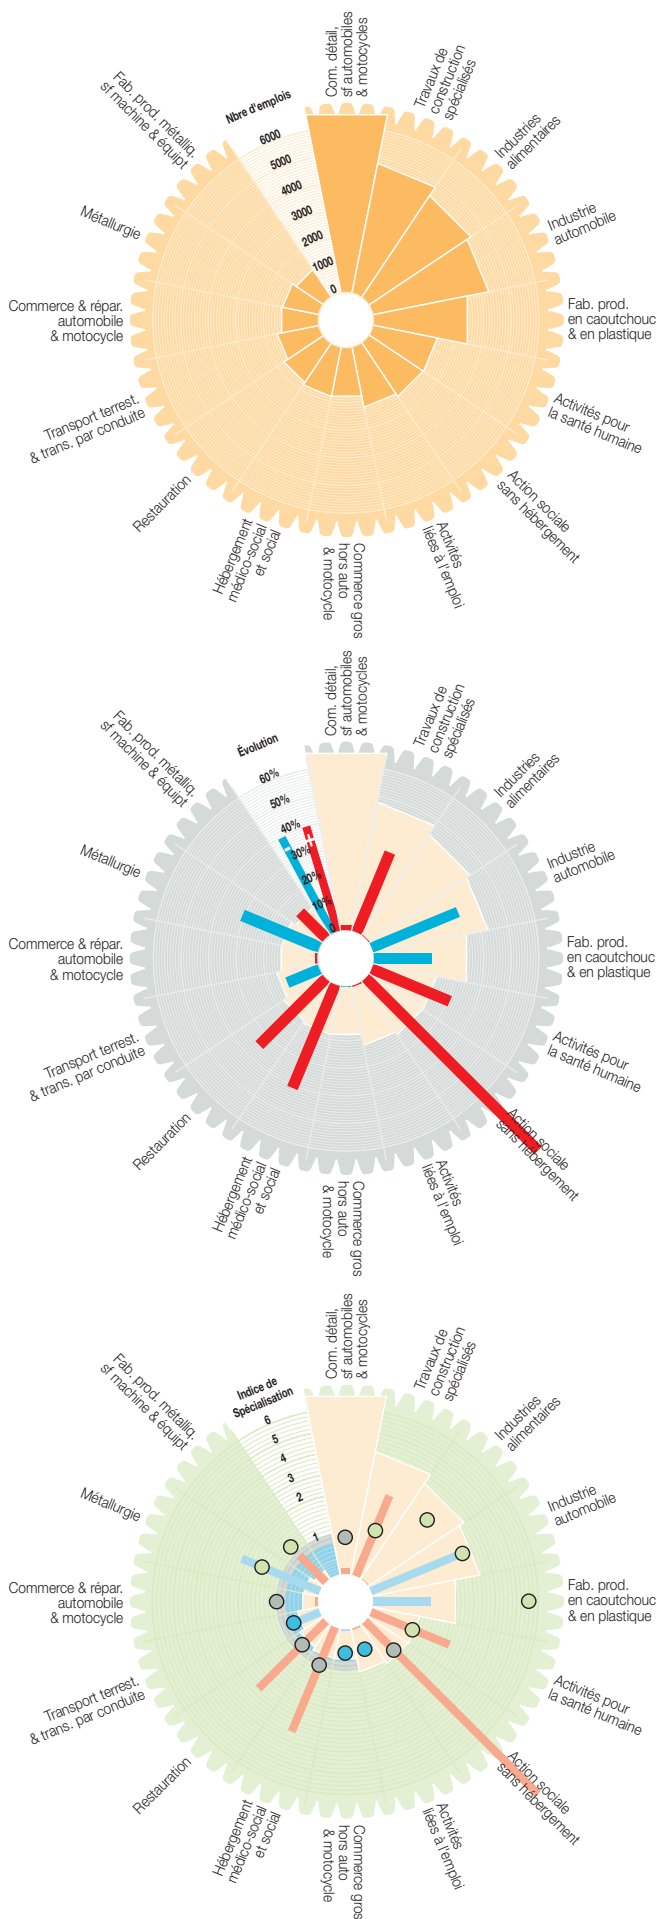 Com. détail,
sf automobiles
& motocycles
Travaux de
construction
spécialisés
Industries
alimentaires
Industrie
automobile
Fab. prod.
en caoutchouc
& en plastique
Activités pour
la santé humaine
Action sociale
sans hébergement
Activités
liées à l'emploi
Commerce gros
hors auto
& motocycle
Hébergement
médico-social
et social
Restauration
Transport terrest.
& trans. par conduite
Commerce & répar.
automobile
& motocycle
Métallurgie
Fab. prod. métalliq.
sf machine & équipt
Nbre d'emplois
6000
5000
4000
3000
2000
1000
0
Com. détail,
sf automobiles
& motocycles
Travaux de
construction
spécialisés
Industries
alimentaires
Industrie
automobile
Fab. prod.
en caoutchouc
& en plastique
Activités pour
la santé humaine
Action sociale
sans hébergement
Activités
liées à l'emploi
Commerce gros
hors auto
& motocycle
Hébergement
médico-social
et social
Restauration
Transport terrest.
& trans. par conduite
Commerce & répar.
automobile
& motocycle
Métallurgie
Fab. prod. métalliq.
sf machine & équipt
Évolution
60%
50%
40%
30%
20%
10%
0
+
-
Com. détail,
sf automobiles
& motocycles
Travaux de
construction
spécialisés
Industries
alimentaires
Industrie
automobile
Fab. prod.
en caoutchouc
& en plastique
Activités pour
la santé humaine
Action sociale
sans hébergement
Activités
liées à l'emploi
Commerce gros
hors auto
& motocycle
Hébergement
médico-social
et social
Restauration
Transport terrest.
& trans. par conduite
Commerce & répar.
automobile
& motocycle
Métallurgie
Fab. prod. métalliq.
sf machine & équipt
Indice de
Spécialisation
6
5
4
3
2
1